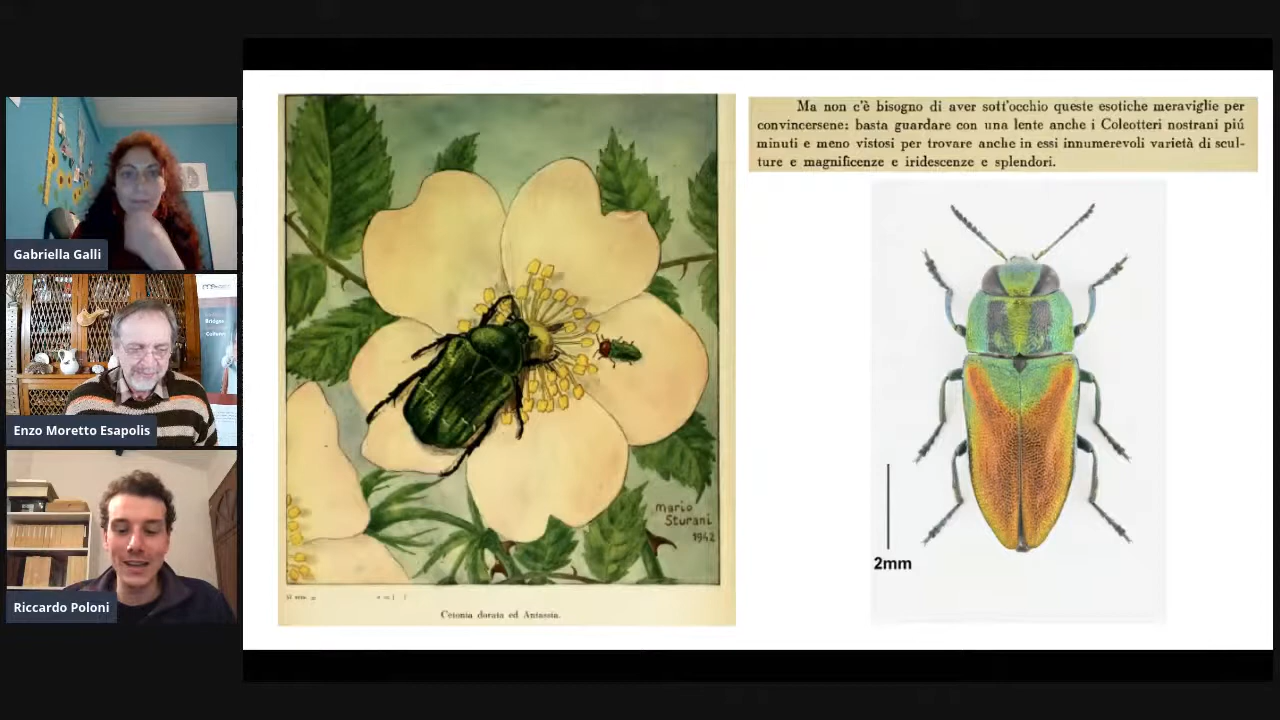 Gabriella Galli
Enzo Moretto Esapolis
Riccardo Poloni
Mario
Sturani
1942
Cetonia dorata ed Antassia.
Ma non c'è bisogno di aver sott'occhio queste esotiche meraviglie per
convincersene: basta guardare con una lente anche i Coleotteri nostrani piú
minuti e meno vistosi per trovare anche in essi innumerevoli varietà di scul-
ture e magnificenze e iridescenze e splendori.
2mm